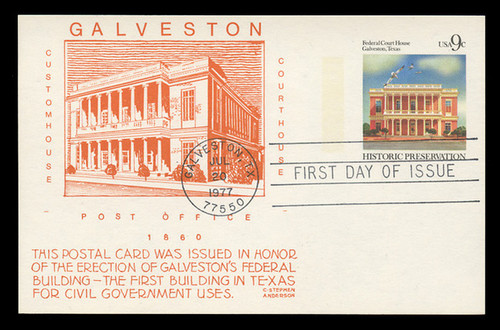 GALVESTON
CUSTOMHOUSE
COURTHOUSE
POST OFFICE
1860
THIS POSTAL CARD WAS ISSUED IN HONOR
OF THE ERECTION OF GALVESTON'S FEDERAL
BUILDING — THE FIRST BUILDING IN TEXAS
FOR CIVIL GOVERNMENT USES.
C. STEPHEN
ANDERSON
Federal Court House
Galveston, Texas
USA 9c
HISTORIC PRESERVATION
GALVESTON, TX
JUL
20
1977
77550
FIRST DAY OF ISSUE